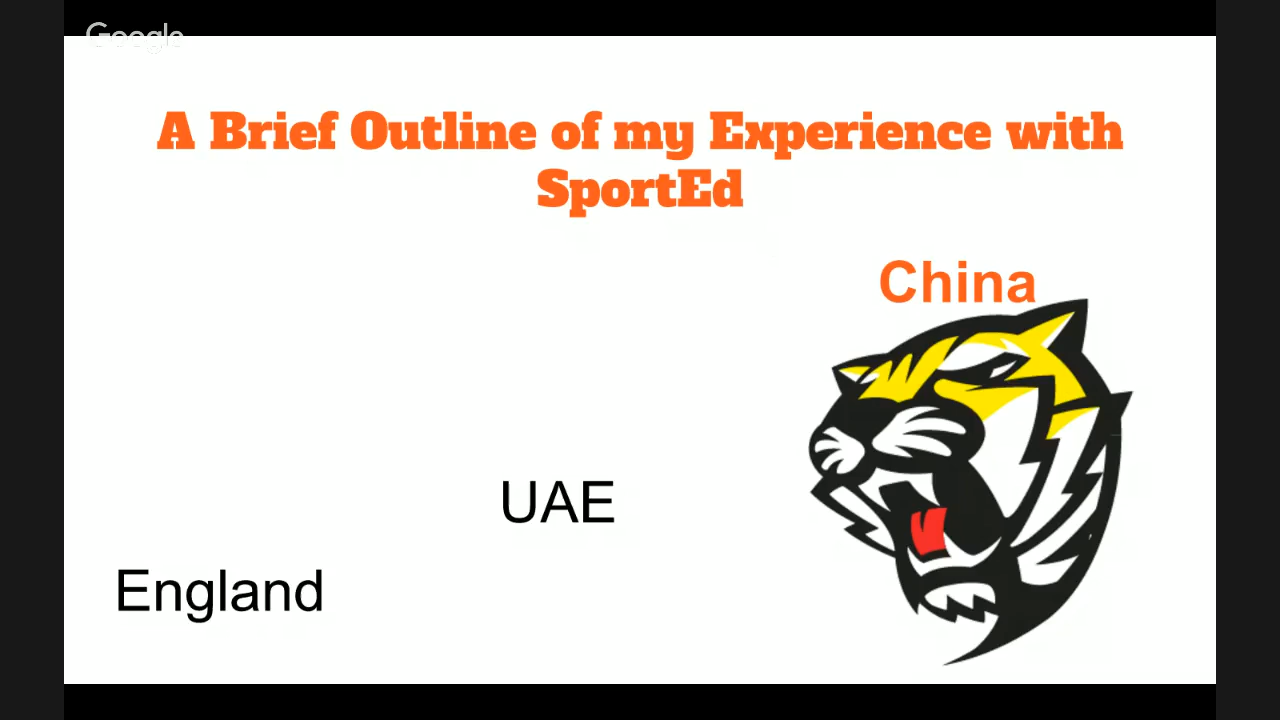 Google
A Brief Outline of my Experience with
SportEd
China
UAE
England